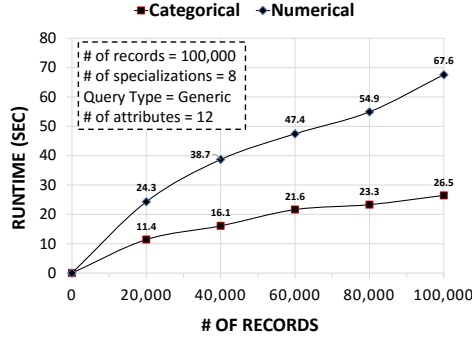 Categorical Numerical
80
70
60
50
40
30
20
10
0
RUNTIME (SEC)
# of records = 100,000
# of specializations = 8
Query Type = Generic
# of attributes = 12
24.3
38.7
47.4
54.9
67.6
11.4
16.1
21.6
23.3
26.5
0 20,000 40,000 60,000 80,000 100,000
# OF RECORDS